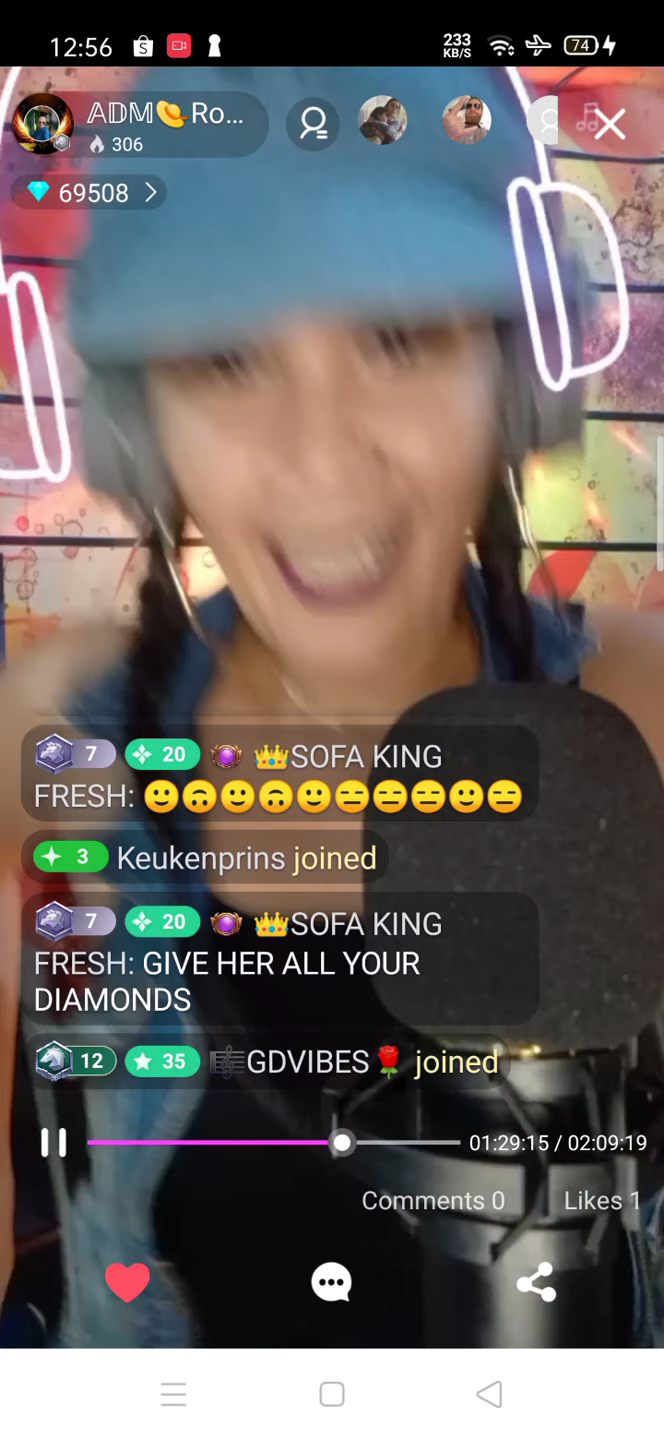 12:56
233
KB/S
74
𝔸𝔻𝕄👒Ro...
306
69508
7 20 👑SOFA KING
FRESH: 🙂🙃🙂🙃🙂😑😑😑🙂😑
3 Keukenprins joined
7 20 👑SOFA KING
FRESH: GIVE HER ALL YOUR
DIAMONDS
12 35 🎼GDVIBES🌹 joined
01:29:15 / 02:09:19
Comments 0 Likes 1